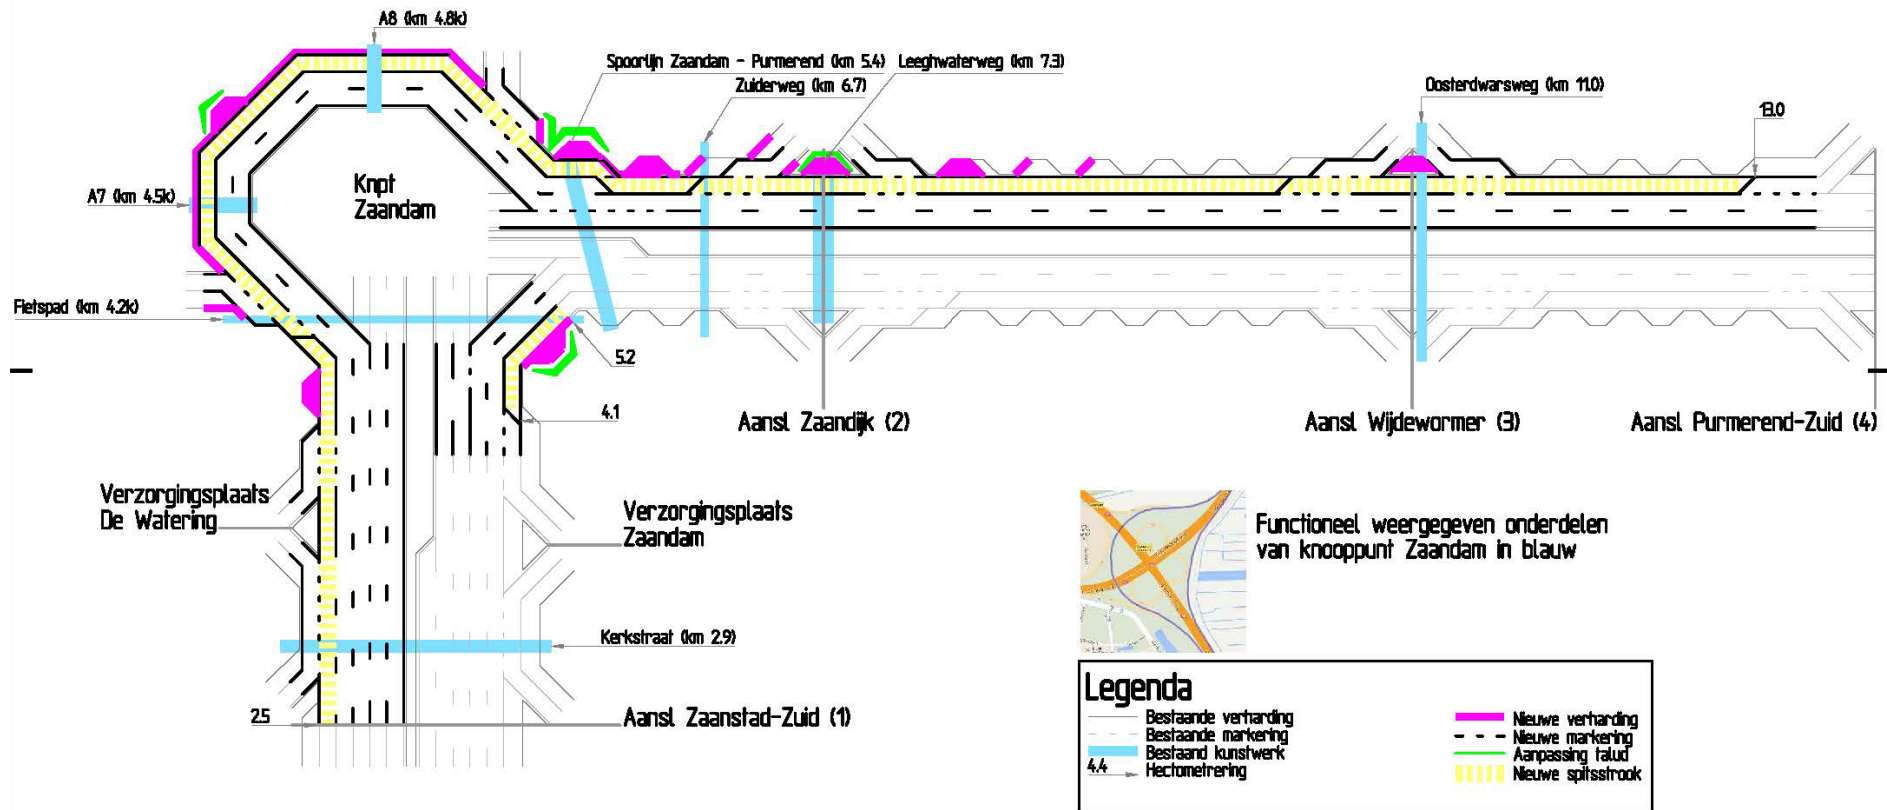 A8 (km 4.8k)
Spoorlijn Zaandam - Purmerend (km 5.4)
Leeghwaterweg (km 7.3)
Zuiderweg (km 6.7)
Oosterdwarsweg (km 11.0)
13.0
Knpt
Zaandam
A7 (km 4.5k)
Fietspad (km 4.2k)
5.2
4.1
Aansl Zaandijk (2)
Aansl Wijdewormer (3)
Aansl Purmerend-Zuid (4)
Verzorgingsplaats
De Watering
Verzorgingsplaats
Zaandam
Functioneel weergegeven onderdelen
van knooppunt Zaandam in blauw
Kerkstraat (km 2.9)
2.5
Aansl Zaanstad-Zuid (1)
Legenda
Bestaande verharding
Bestaande markering
Bestaand kunstwerk
4.4 Hectometrering
Nieuwe verharding
Nieuwe markering
Aanpassing talud
Nieuwe spitsstrook